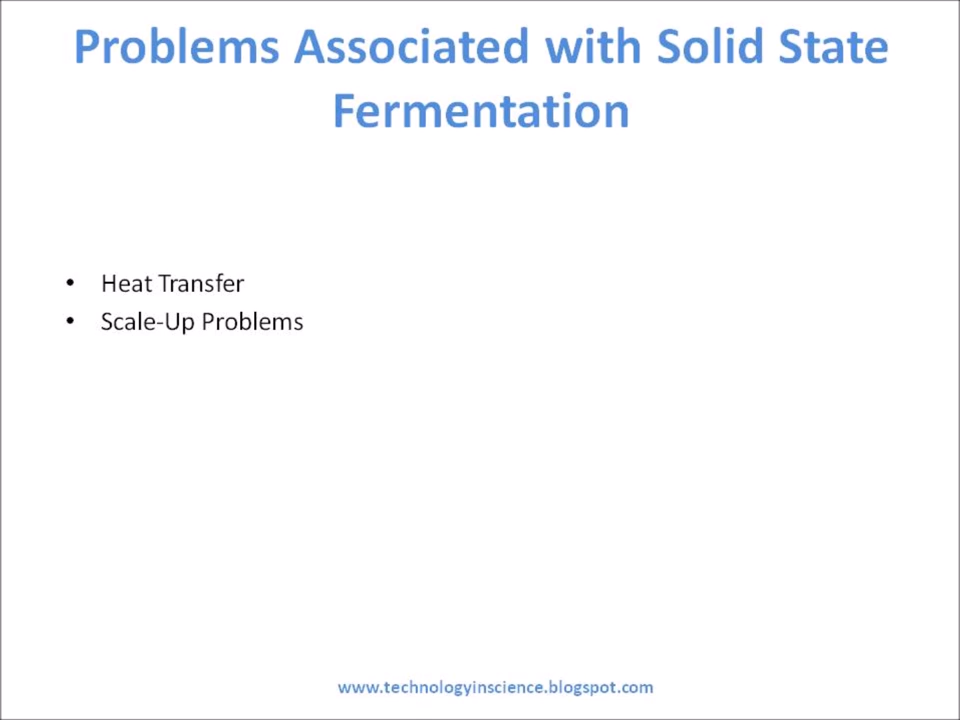 Problems Associated with Solid State
Fermentation
• Heat Transfer
• Scale-Up Problems
www.technologyinscience.blogspot.com